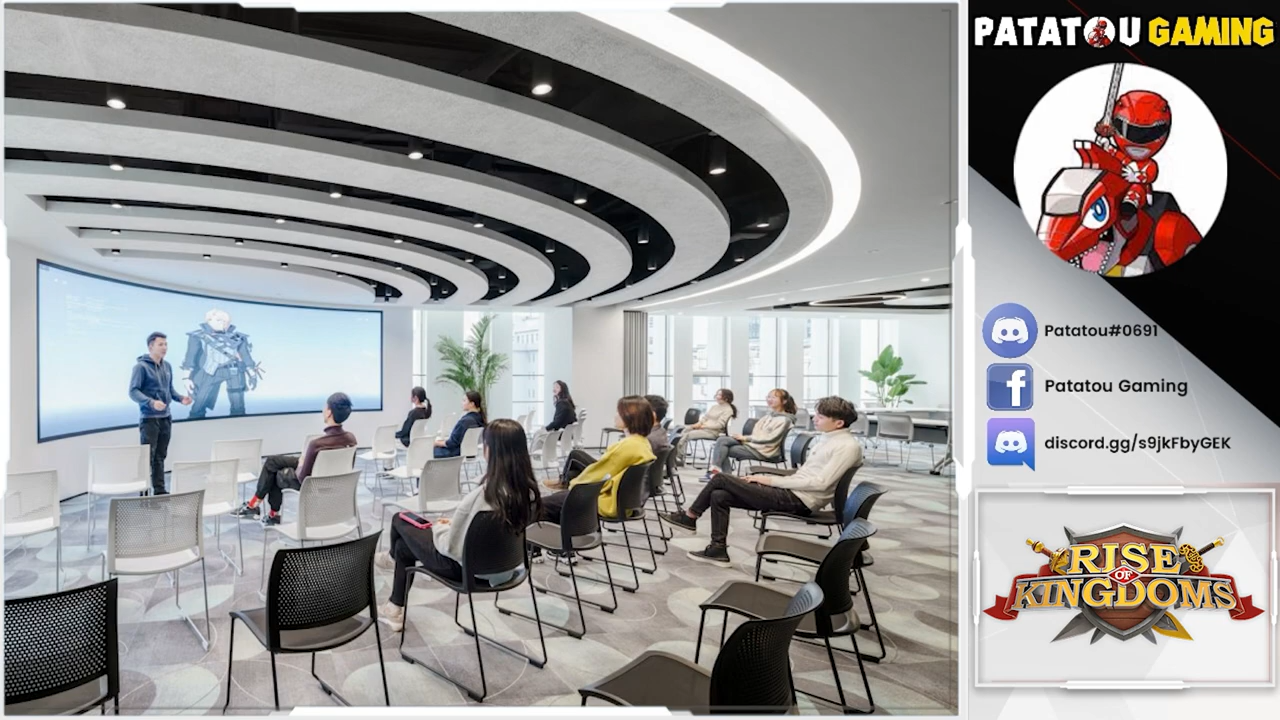 PATATOU GAMING
Patatou#0691
Patatou Gaming
discord.gg/s9jkFbyGEK
RISE
OF
KINGDOMS